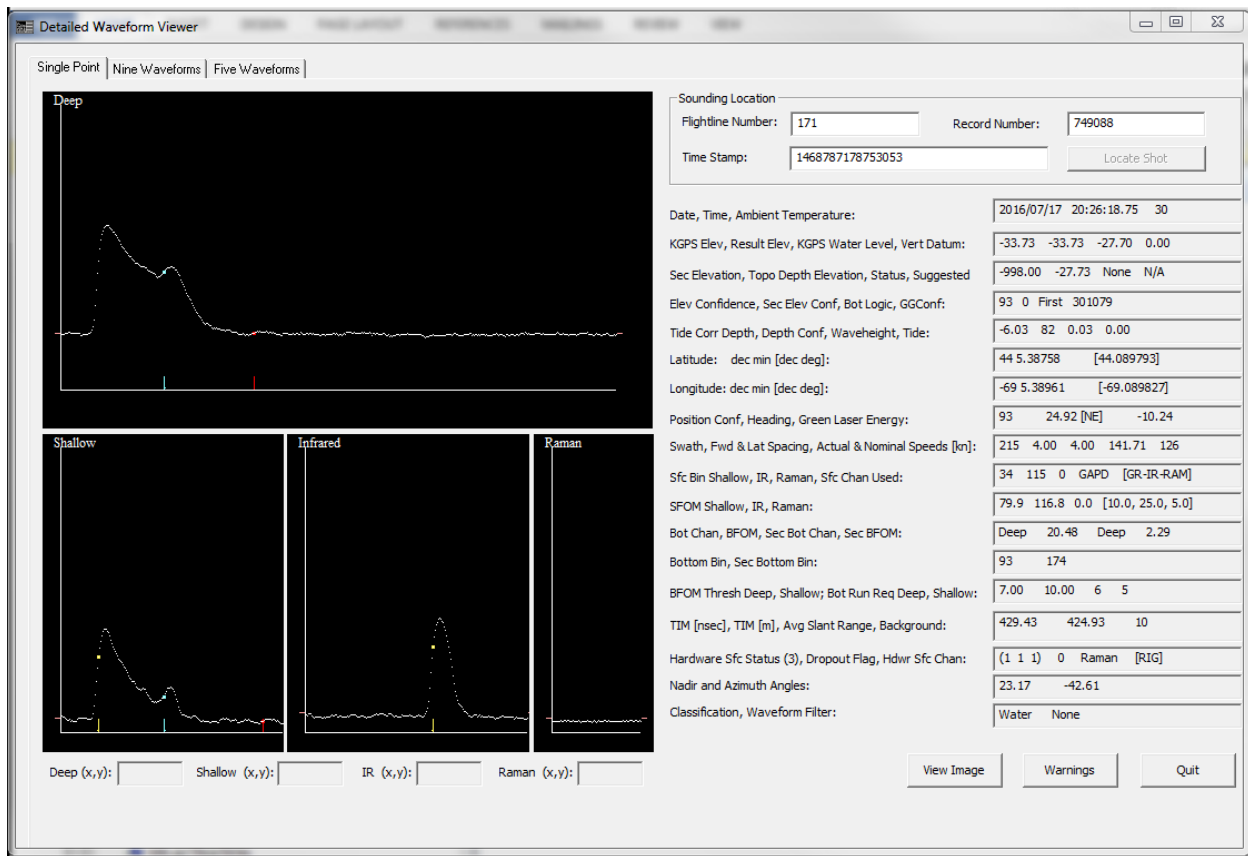 Detailed Waveform Viewer
DESIGN PAGE LAYOUT REFERENCES MAILINGS REVIEW VIEW
Single Point Nine Waveforms Five Waveforms
Deep
Shallow
Infrared
Raman
Deep (x,y): Shallow (x,y): IR (x,y): Raman (x,y):
Sounding Location
Flightline Number: 171 Record Number: 749088
Time Stamp: 1468787178753053 Locate Shot
Date, Time, Ambient Temperature: 2016/07/17 20:26:18.75 30
KGPS Elev, Result Elev, KGPS Water Level, Vert Datum: -33.73 -33.73 -27.70 0.00
Sec Elevation, Topo Depth Elevation, Status, Suggested -998.00 -27.73 None N/A
Elev Confidence, Sec Elev Conf, Bot Logic, GGConf: 93 0 First 301079
Tide Corr Depth, Depth Conf, Waveheight, Tide: -6.03 82 0.03 0.00
Latitude: dec min [dec deg]: 44 5.38758 [44.089793]
Longitude: dec min [dec deg]: -69 5.38961 [-69.089827]
Position Conf, Heading, Green Laser Energy: 93 24.92 [NE] -10.24
Swath, Fwd & Lat Spacing, Actual & Nominal Speeds [kn]: 215 4.00 4.00 141.71 126
Sfc Bin Shallow, IR, Raman, Sfc Chan Used: 34 115 0 GAPD [GR-IR-RAM]
SFOM Shallow, IR, Raman: 79.9 116.8 0.0 [10.0, 25.0, 5.0]
Bot Chan, BFOM, Sec Bot Chan, Sec BFOM: Deep 20.48 Deep 2.29
Bottom Bin, Sec Bottom Bin: 93 174
BFOM Thresh Deep, Shallow; Bot Run Req Deep, Shallow: 7.00 10.00 6 5
TIM [nsec], TIM [m], Avg Slant Range, Background: 429.43 424.93 10
Hardware Sfc Status (3), Dropout Flag, Hdwr Sfc Chan: (1 1 1) 0 Raman [RIG]
Nadir and Azimuth Angles: 23.17 -42.61
Classification, Waveform Filter: Water None
View Image Warnings Quit